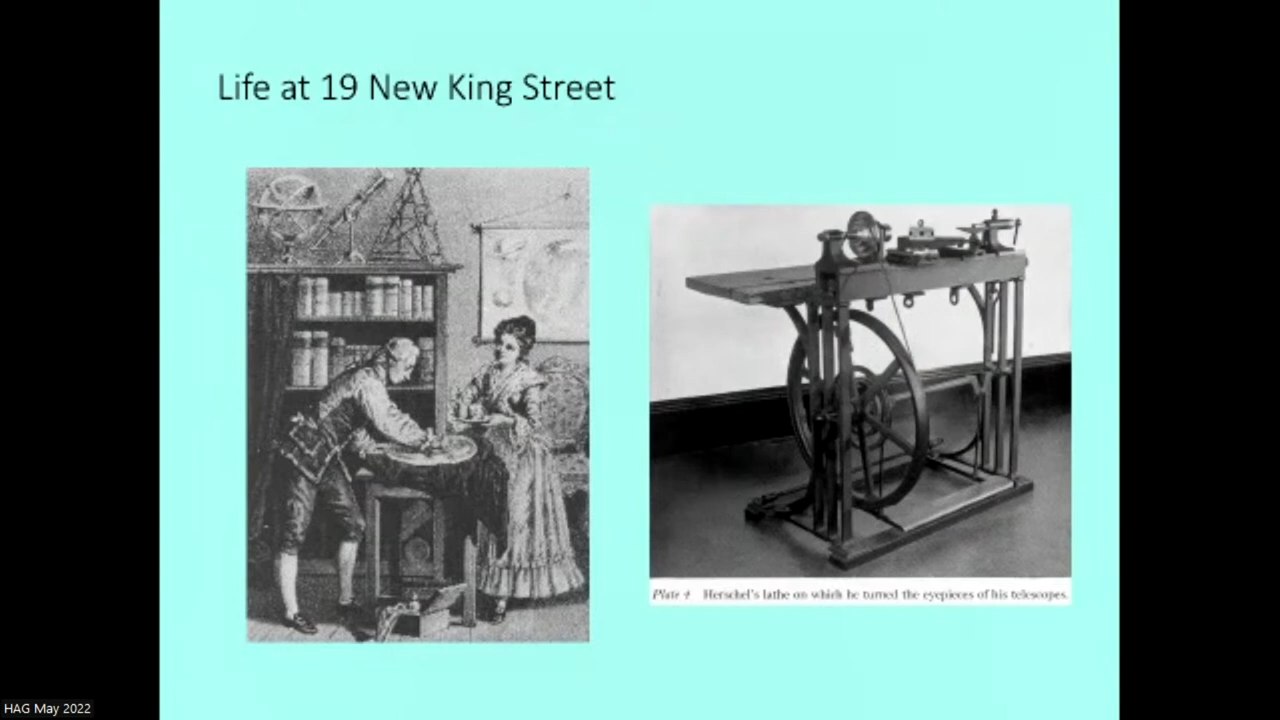 Life at 19 New King Street
Plate 4 Herschel's lathe on which he turned the eyepieces of his telescopes.
HAG May 2022